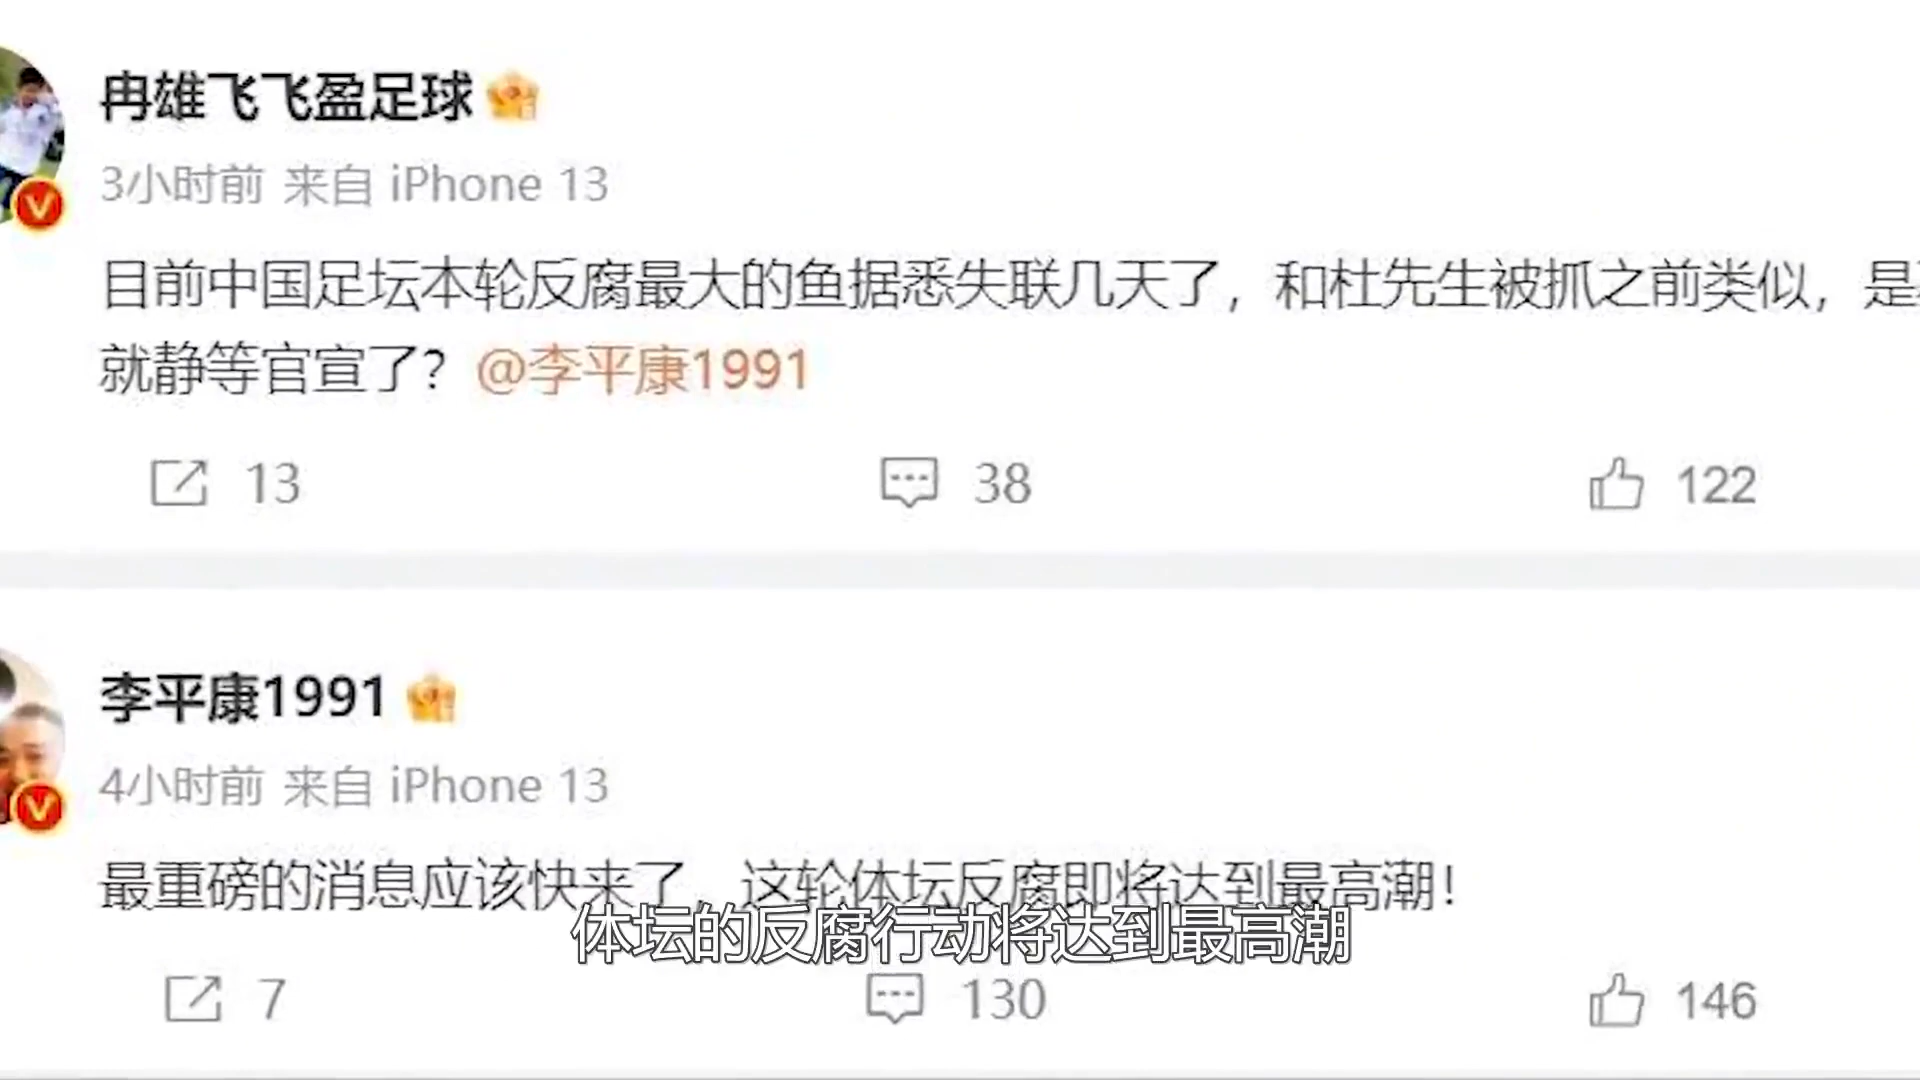 冉雄飞飞盈足球
3小时前 来自 iPhone 13
目前中国足坛本轮反腐最大的鱼据悉失联几天了，和杜先生被抓之前类似，是
就静等官宣了？@李平康1991
13 38 122
李平康1991
4小时前 来自 iPhone 13
最重磅的消息应该快来了，这轮体坛反腐即将达到最高潮！
体坛的反腐行动将达到最高潮
7 130 146